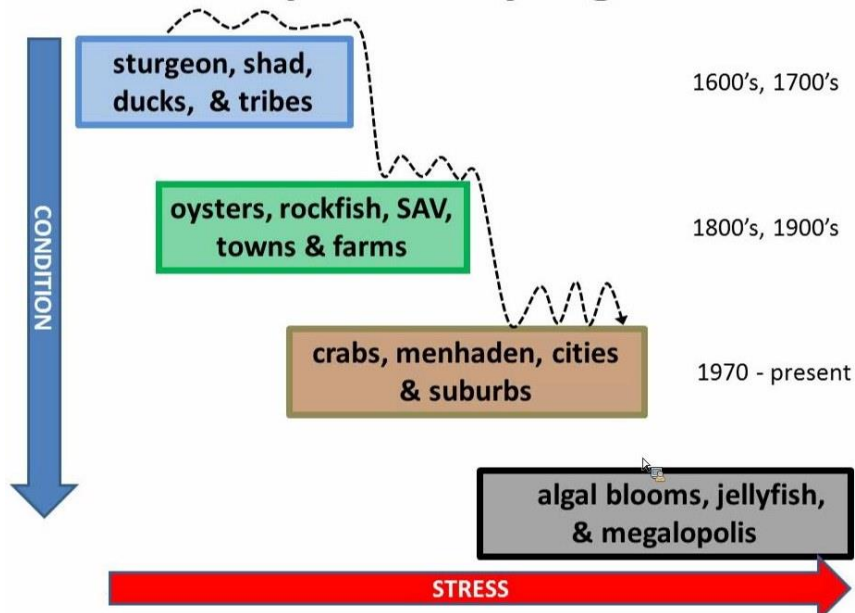 sturgeon, shad,
ducks, & tribes
1600's, 1700's
oysters, rockfish, SAV,
towns & farms
1800's, 1900's
CONDITION
crabs, menhaden, cities
& suburbs
1970 - present
algal blooms, jellyfish,
& megalopolis
STRESS